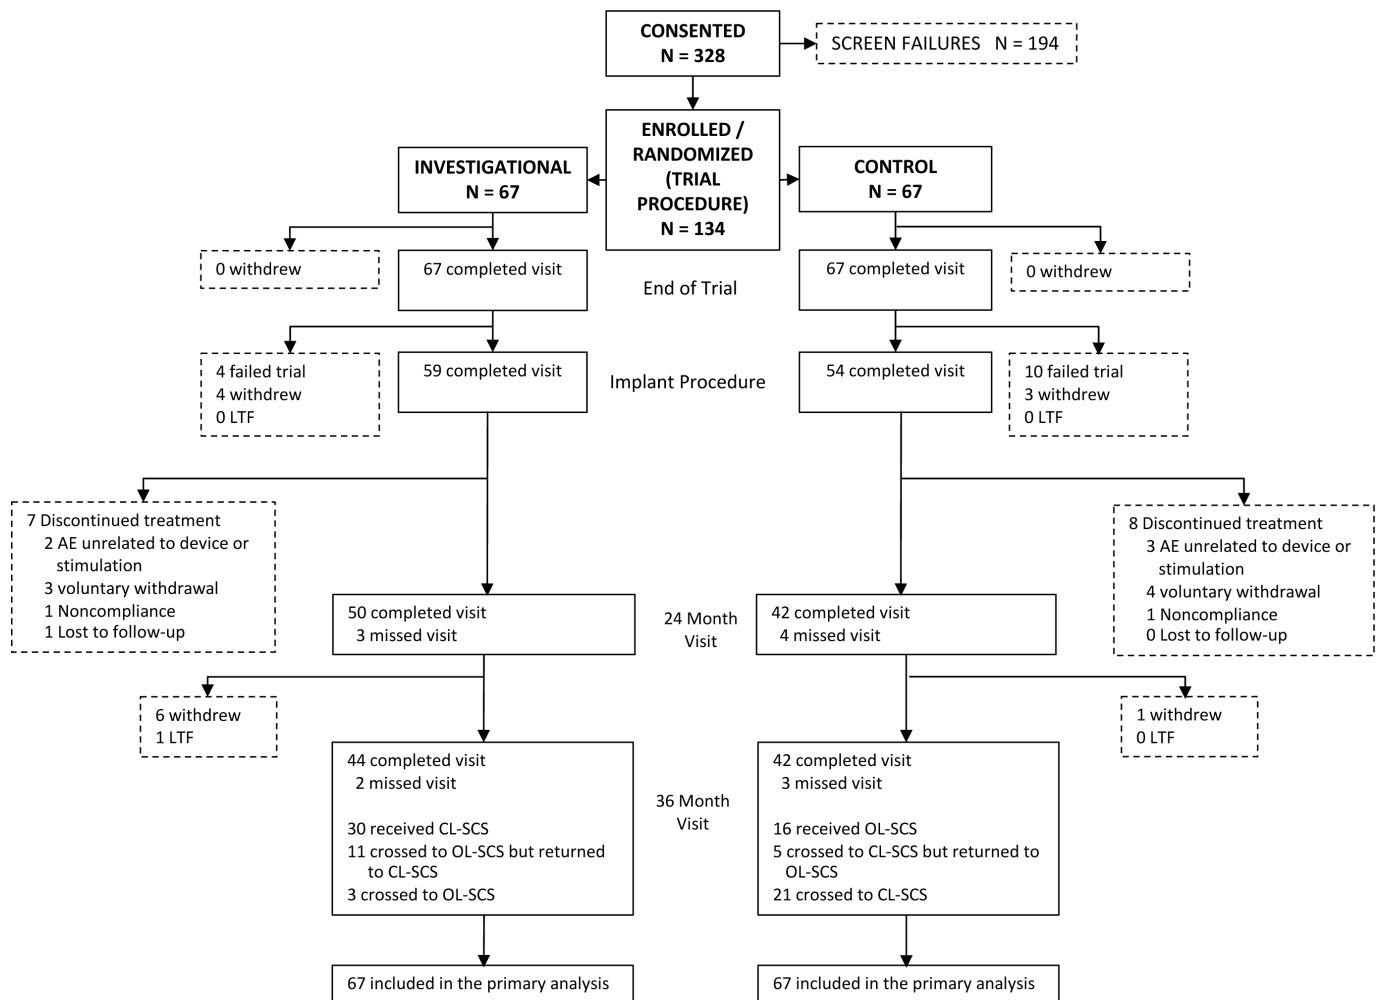 CONSENTED
N = 328
SCREEN FAILURES N = 194
ENROLLED /
RANDOMIZED
(TRIAL
PROCEDURE)
N = 134
INVESTIGATIONAL
N = 67
CONTROL
N = 67
0 withdrew
67 completed visit
End of Trial
67 completed visit
0 withdrew
4 failed trial
4 withdrew
0 LTF
59 completed visit
Implant Procedure
54 completed visit
10 failed trial
3 withdrew
0 LTF
7 Discontinued treatment
2 AE unrelated to device or
stimulation
3 voluntary withdrawal
1 Noncompliance
1 Lost to follow-up
50 completed visit
3 missed visit
24 Month
Visit
42 completed visit
4 missed visit
8 Discontinued treatment
3 AE unrelated to device or
stimulation
4 voluntary withdrawal
1 Noncompliance
0 Lost to follow-up
6 withdrew
1 LTF
1 withdrew
0 LTF
44 completed visit
2 missed visit
30 received CL-SCS
11 crossed to OL-SCS but returned
to CL-SCS
3 crossed to OL-SCS
36 Month
Visit
42 completed visit
3 missed visit
16 received OL-SCS
5 crossed to CL-SCS but returned to
OL-SCS
21 crossed to CL-SCS
67 included in the primary analysis
67 included in the primary analysis